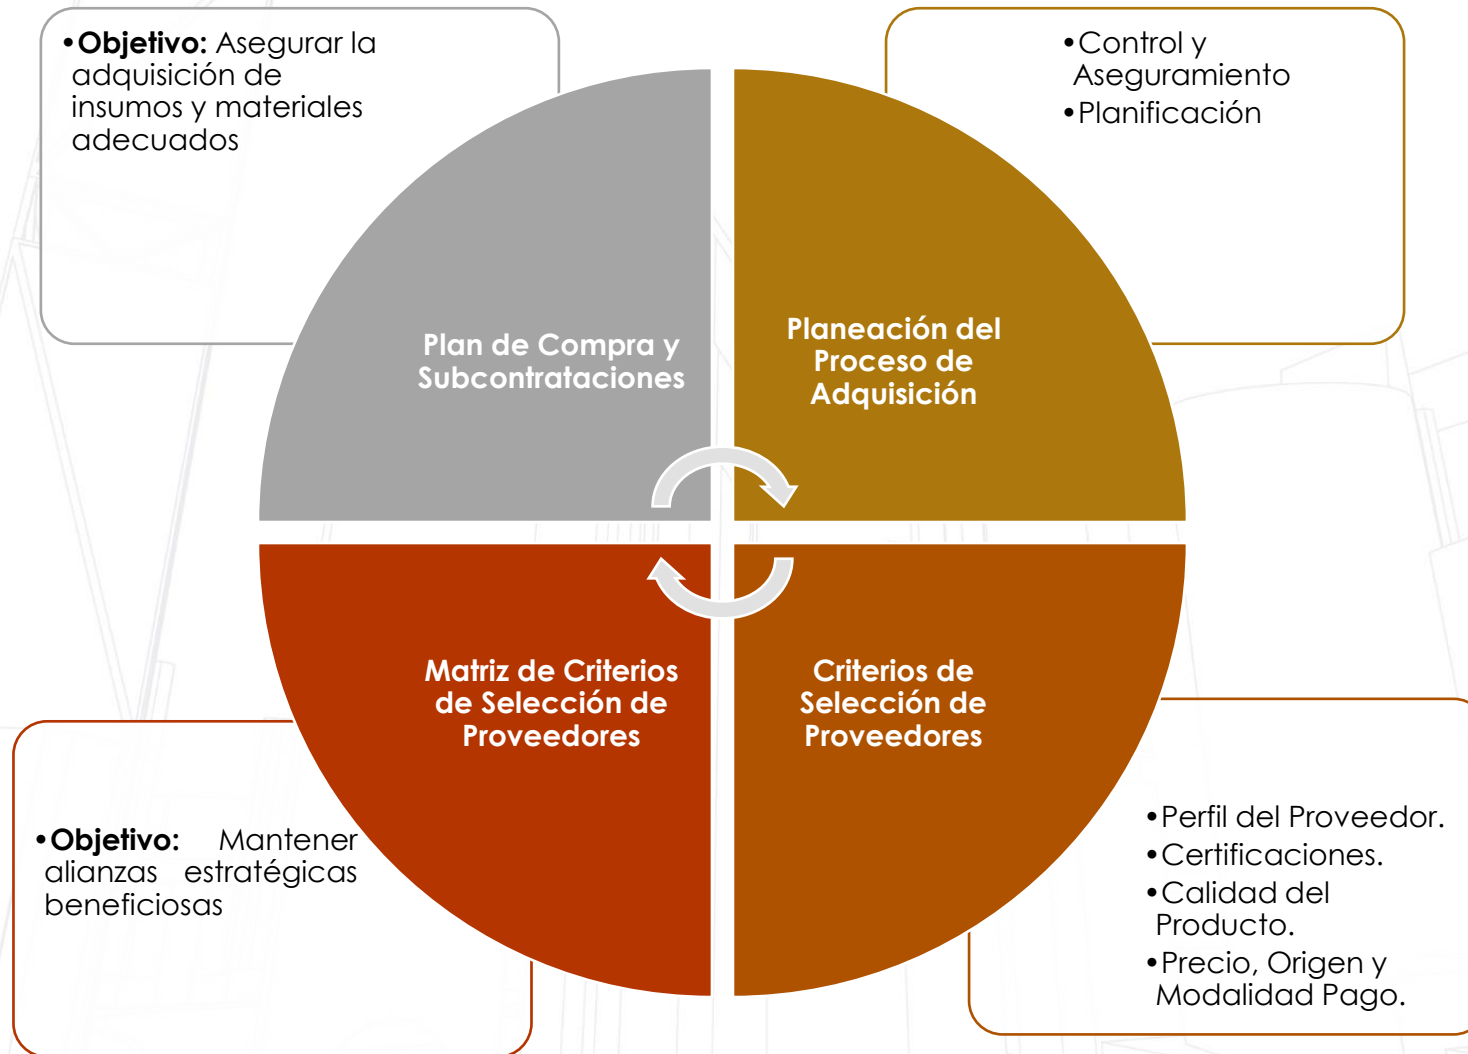 •Objetivo: Asegurar la
adquisición de
insumos y materiales
adecuados
•Control y
Aseguramiento
•Planificación
Plan de Compra y
Subcontrataciones
Planeación del
Proceso de
Adquisición
Matriz de Criterios
de Selección de
Proveedores
Criterios de
Selección de
Proveedores
•Objetivo: Mantener
alianzas estratégicas
beneficiosas
•Perfil del Proveedor.
•Certificaciones.
•Calidad del
Producto.
•Precio, Origen y
Modalidad Pago.